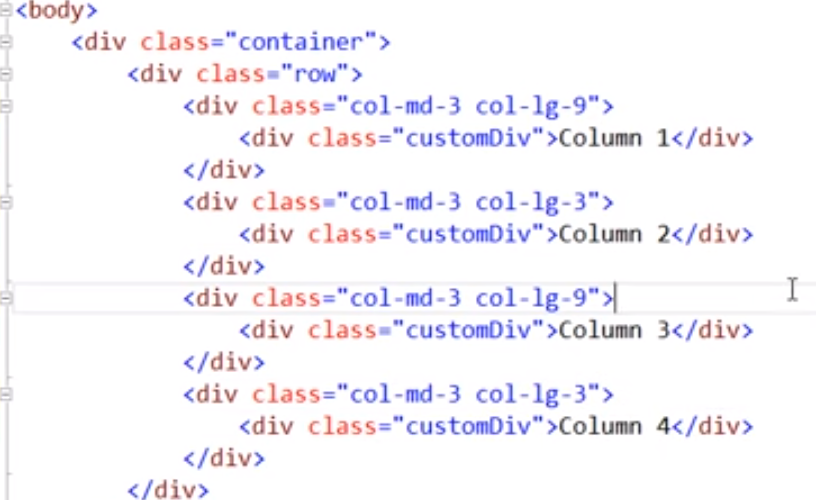 <body>
<div class="container">
<div class="row">
<div class="col-md-3 col-lg-9">
<div class="customDiv">Column 1</div>
</div>
<div class="col-md-3 col-lg-3">
<div class="customDiv">Column 2</div>
</div>
<div class="col-md-3 col-lg-9">
<div class="customDiv">Column 3</div>
</div>
<div class="col-md-3 col-lg-3">
<div class="customDiv">Column 4</div>
</div>
</div>